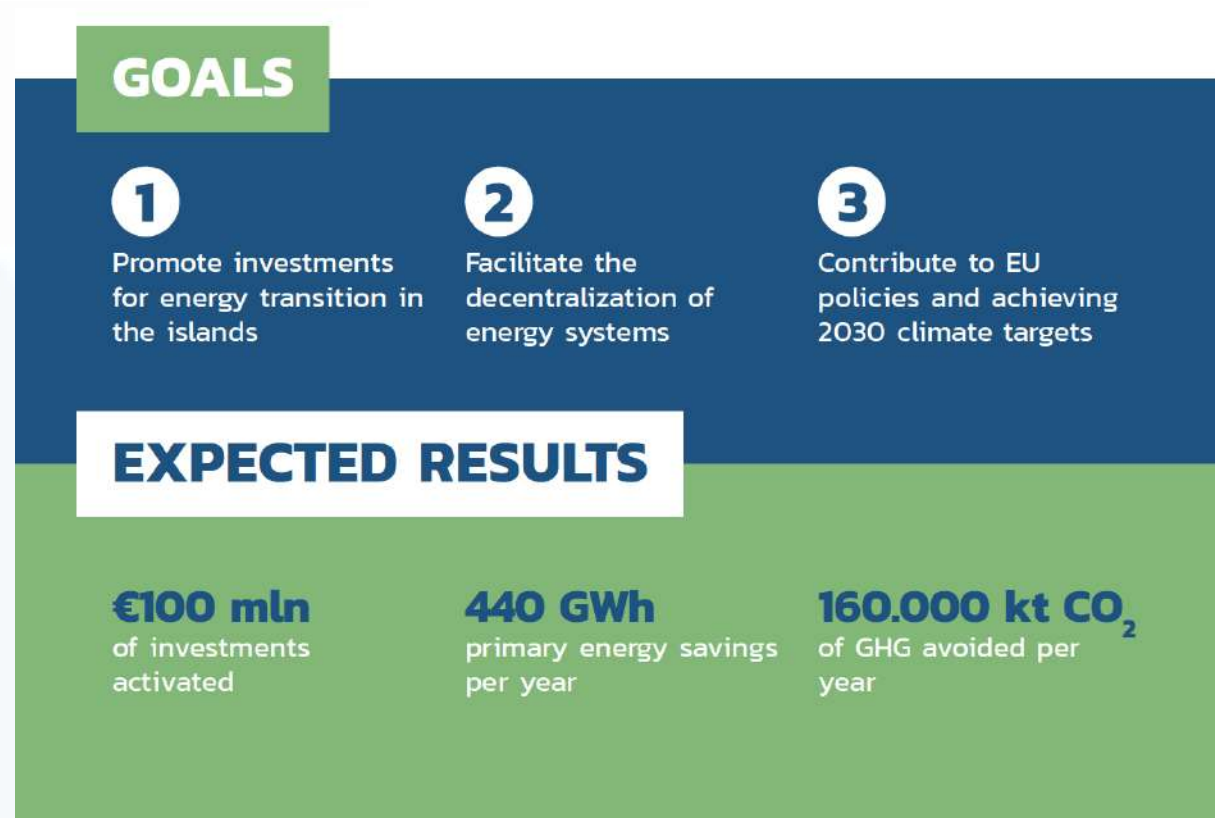 GOALS
1
Promote investments
for energy transition in
the islands
2
Facilitate the
decentralization of
energy systems
3
Contribute to EU
policies and achieving
2030 climate targets
EXPECTED RESULTS
€100 mln
of investments
activated
440 GWh
primary energy savings
per year
160.000 kt CO₂
of GHG avoided per
year